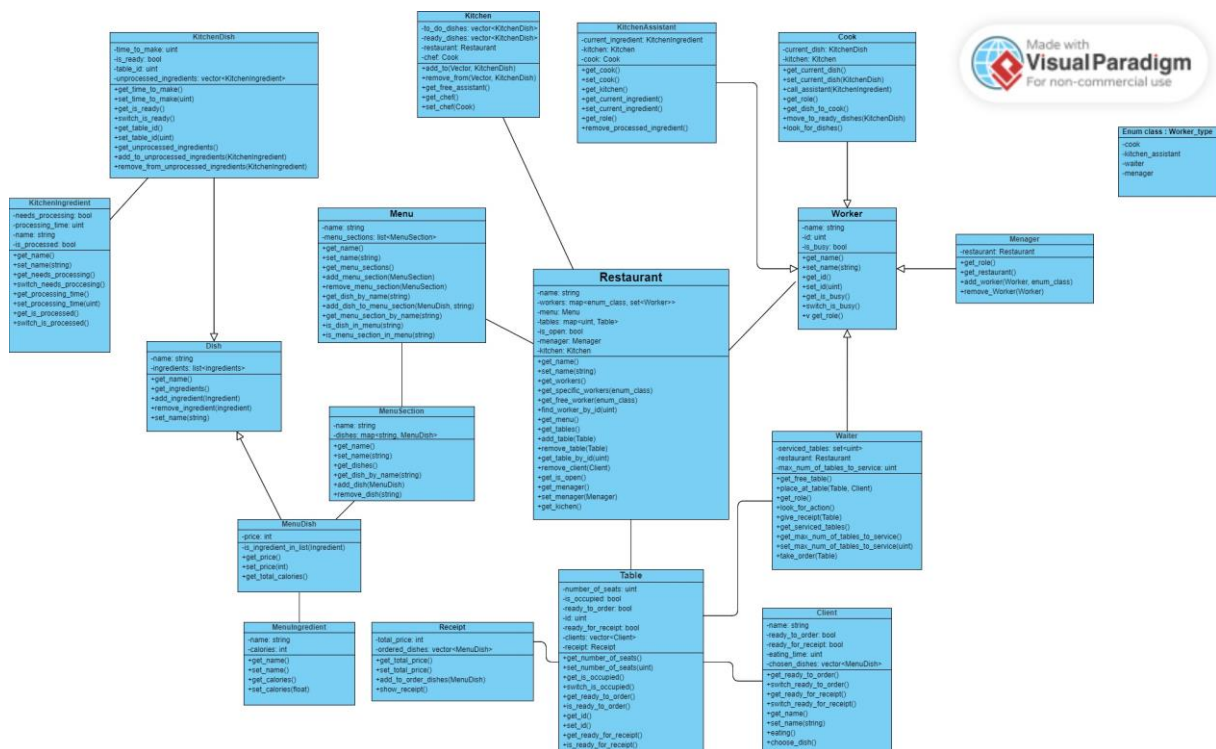 KitchenDish
-time_to_make: uint
-is_ready: bool
-table_id: uint
-unprocessed_ingredients: vector<KitchenIngredient>
+get_time_to_make()
+set_time_to_make(uint)
+get_is_ready()
+switch_is_ready()
+get_table_id()
+set_table_id(uint)
+get_unprocessed_ingredients()
+add_to_unprocessed_ingredients(KitchenIngredient)
+remove_from_unprocessed_ingredients(KitchenIngredient)
Kitchen
-to_do_dishes: vector<KitchenDish>
-ready_dishes: vector<KitchenDish>
-restaurant: Restaurant
-chef: Cook
+add_to(Vector, KitchenDish)
+remove_from(Vector, KitchenDish)
+get_free_assistant()
+get_chef()
+set_chef(Cook)
KitchenAssistant
-current_ingredient: KitchenIngredient
-kitchen: Kitchen
-cook: Cook
+get_cook()
+set_cook()
+get_kitchen()
+get_current_ingredient()
+set_current_ingredient()
+get_role()
+remove_processed_ingredient()
Cook
-current_dish: KitchenDish
-kitchen: Kitchen
+get_current_dish()
+set_current_dish(KitchenDish)
+call_assistant(KitchenIngredient)
+get_role()
+get_dish_to_cook()
+move_to_ready_dishes(KitchenDish)
+look_for_dishes()
Made with
VisualParadigm
For non-commercial use
Enum class : Worker_type
-cook
-kitchen_assistant
-waiter
-menager
KitchenIngredient
-needs_processing: bool
-processing_time: uint
-name: string
-is_processed: bool
+get_name()
+set_name(string)
+get_needs_processing()
+switch_needs_proccesing()
+get_processing_time()
+set_processing_time(uint)
+get_is_processed()
+switch_is_processed()
Menu
-name: string
-menu_sections: list<MenuSection>
+get_name()
+set_name(string)
+get_menu_sections()
+add_menu_section(MenuSection)
+remove_menu_section(MenuSection)
+get_dish_by_name(string)
+add_dish_to_menu_section(MenuDish, string)
+get_menu_section_by_name(string)
+is_dish_in_menu(string)
+is_menu_section_in_menu(string)
Worker
-name: string
-id: uint
-is_busy: bool
+get_name()
+set_name(string)
+get_id()
+set_id(uint)
+get_is_busy()
+switch_is_busy()
+v get_role()
Menager
-restaurant: Restaurant
+get_role()
+get_restaurant()
+add_worker(Worker, enum_class)
+remove_Worker(Worker)
Restaurant
-name: string
-workers: map<enum_class, set<Worker>>
-menu: Menu
-tables: map<uint, Table>
-is_open: bool
-menager: Menager
-kitchen: Kitchen
+get_name()
+set_name(string)
+get_workers()
+get_specific_workers(enum_class)
+get_free_worker(enum_class)
+find_worker_by_id(uint)
+get_menu()
+get_tables()
+add_table(Table)
+remove_table(Table)
+get_table_by_id(uint)
+remove_client(Client)
+get_is_open()
+get_menager()
+set_menager(Menager)
+get_kichen()
Dish
-name: string
-ingredients: list<Ingredients>
+get_name()
+get_ingredients()
+add_ingredient(Ingredient)
+remove_ingredient(Ingredient)
+set_name(string)
MenuSection
-name: string
-dishes: map<string, MenuDish>
+get_name()
+set_name(string)
+get_dishes()
+get_dish_by_name(string)
+add_dish(MenuDish)
+remove_dish(string)
Waiter
-serviced_tables: set<uint>
-restaurant: Restaurant
-max_num_of_tables_to_service: uint
+get_free_table()
+place_at_table(Table, Client)
+get_role()
+look_for_action()
+give_receipt(Table)
+get_serviced_tables()
+get_max_num_of_tables_to_service()
+set_max_num_of_tables_to_service(uint)
+take_order(Table)
MenuDish
-price: int
-is_ingredient_in_list(Ingredient)
+get_price()
+set_price(int)
+get_total_calories()
MenuIngredient
-name: string
-calories: int
+get_name()
+set_name()
+get_calories()
+set_calories(float)
Receipt
-total_price: int
-ordered_dishes: vector<MenuDish>
+get_total_price()
+set_total_price()
+add_to_order_dishes(MenuDish)
+show_receipt()
Table
-number_of_seats: uint
-is_occupied: bool
-ready_to_order: bool
-id: uint
-ready_for_receipt: bool
-clients: vector<Client>
-receipt: Receipt
+get_number_of_seats()
+set_number_of_seats(uint)
+get_is_occupied()
+switch_is_occupied()
+get_ready_to_order()
+is_ready_to_order()
+get_id()
+set_id()
+get_ready_for_receipt()
+is_ready_for_receipt()
Client
-name: string
-ready_to_order: bool
-ready_for_receipt: bool
-eating_time: uint
-chosen_dishes: vector<MenuDish>
+get_ready_to_order()
+switch_ready_to_order()
+get_ready_for_receipt()
+switch_ready_for_receipt()
+get_name()
+set_name(string)
+eating()
+choose_dish()